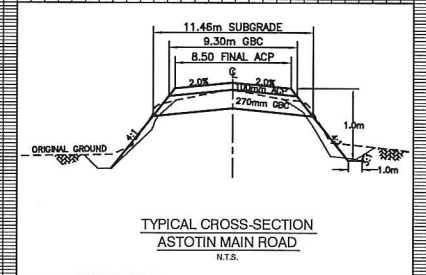 11.46m SUBGRADE
9.30m GBC
8.50 FINAL ACP
℄
2.0% 2.0%
100mm ACP
270mm GBC
4:1
1.0m
ORIGINAL GROUND
1.0m
TYPICAL CROSS-SECTION
ASTOTIN MAIN ROAD
N.T.S.